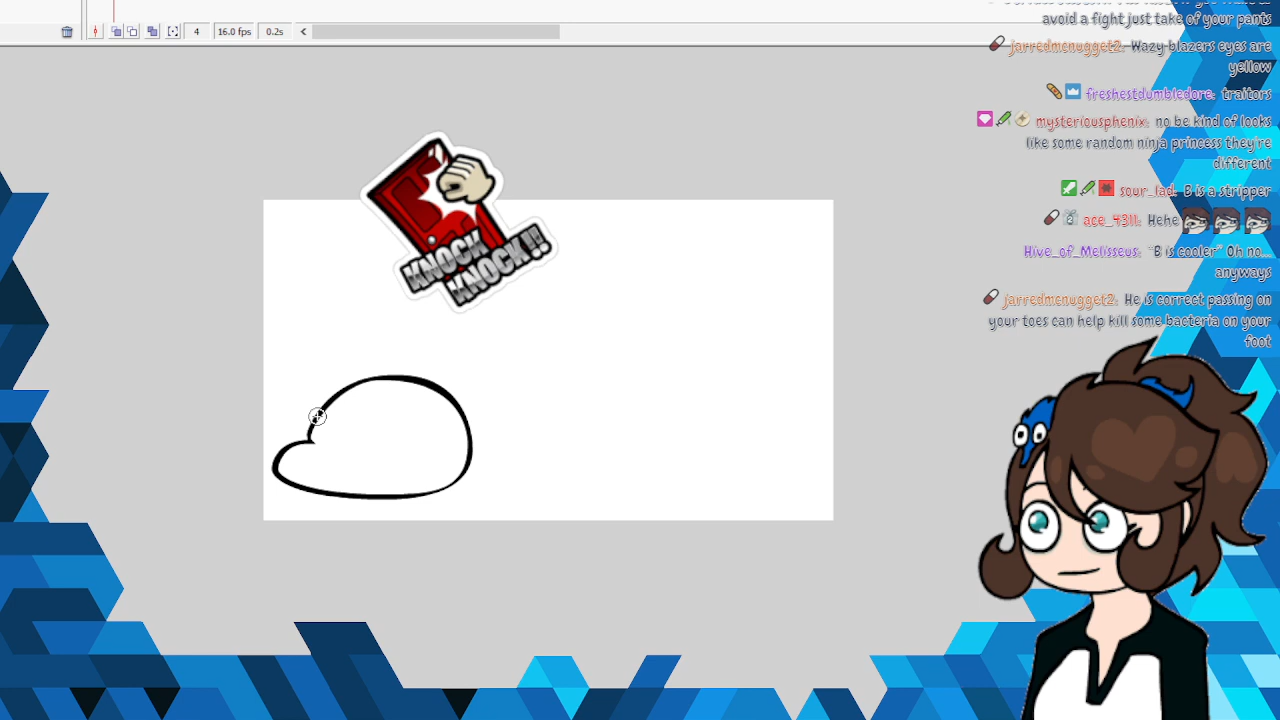 4 16.0 fps 0.2s
avoid a fight just take of your pants
jarredmcnugget2: Wazy blazers eyes are
yellow
freshestdumbledore: traitors
mysteriousphenix: no be kind of looks
like some random ninja princess they're
different
sour_lad: B is a stripper
ace_4311: Hehe
Hive_of_Melisseus: "B is cooler" Oh no...
anyways
jarredmcnugget2: He is correct passing on
your toes can help kill some bacteria on your
foot
KNOCK
KNOCK!!